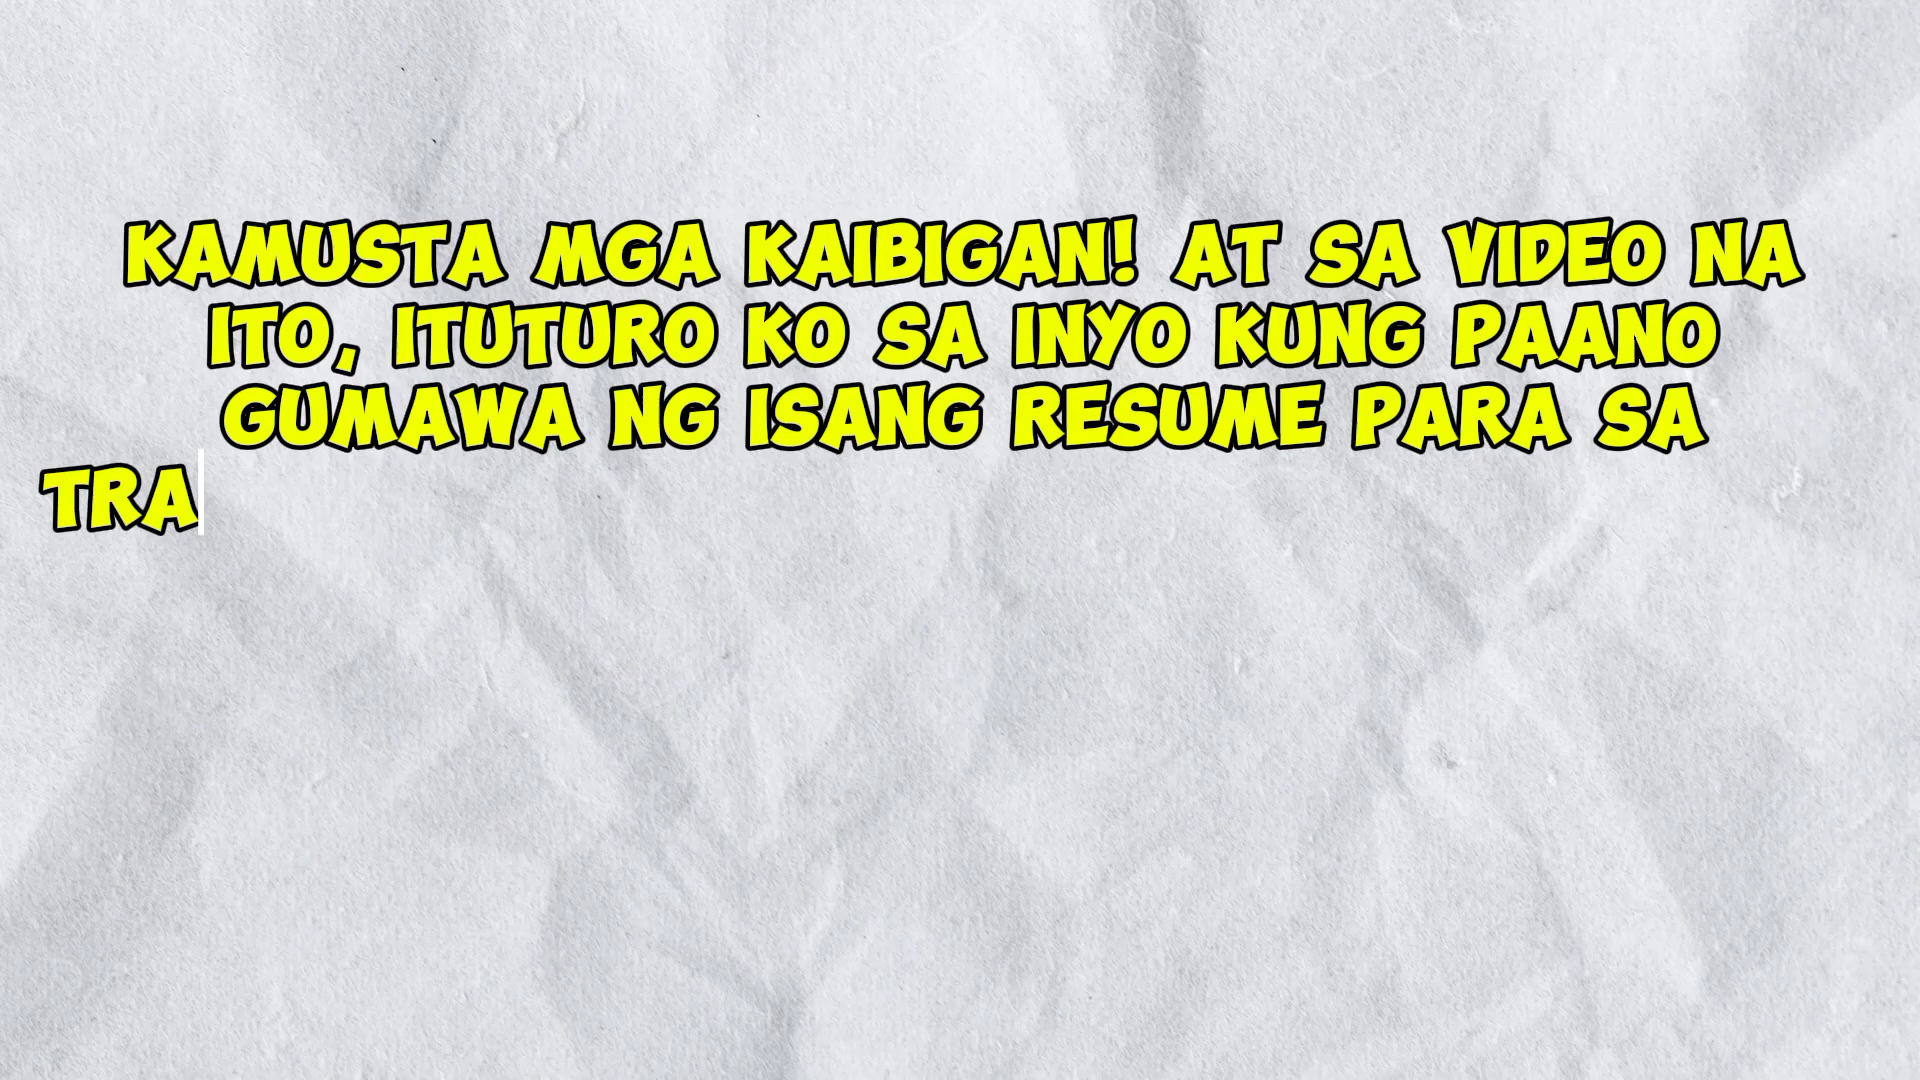 KAMUSTA MGA KAIBIGAN! AT SA VIDEO NA
ITO, ITUTURO KO SA INYO KUNG PAANO
GUMAWA NG ISANG RESUME PARA SA
TRA